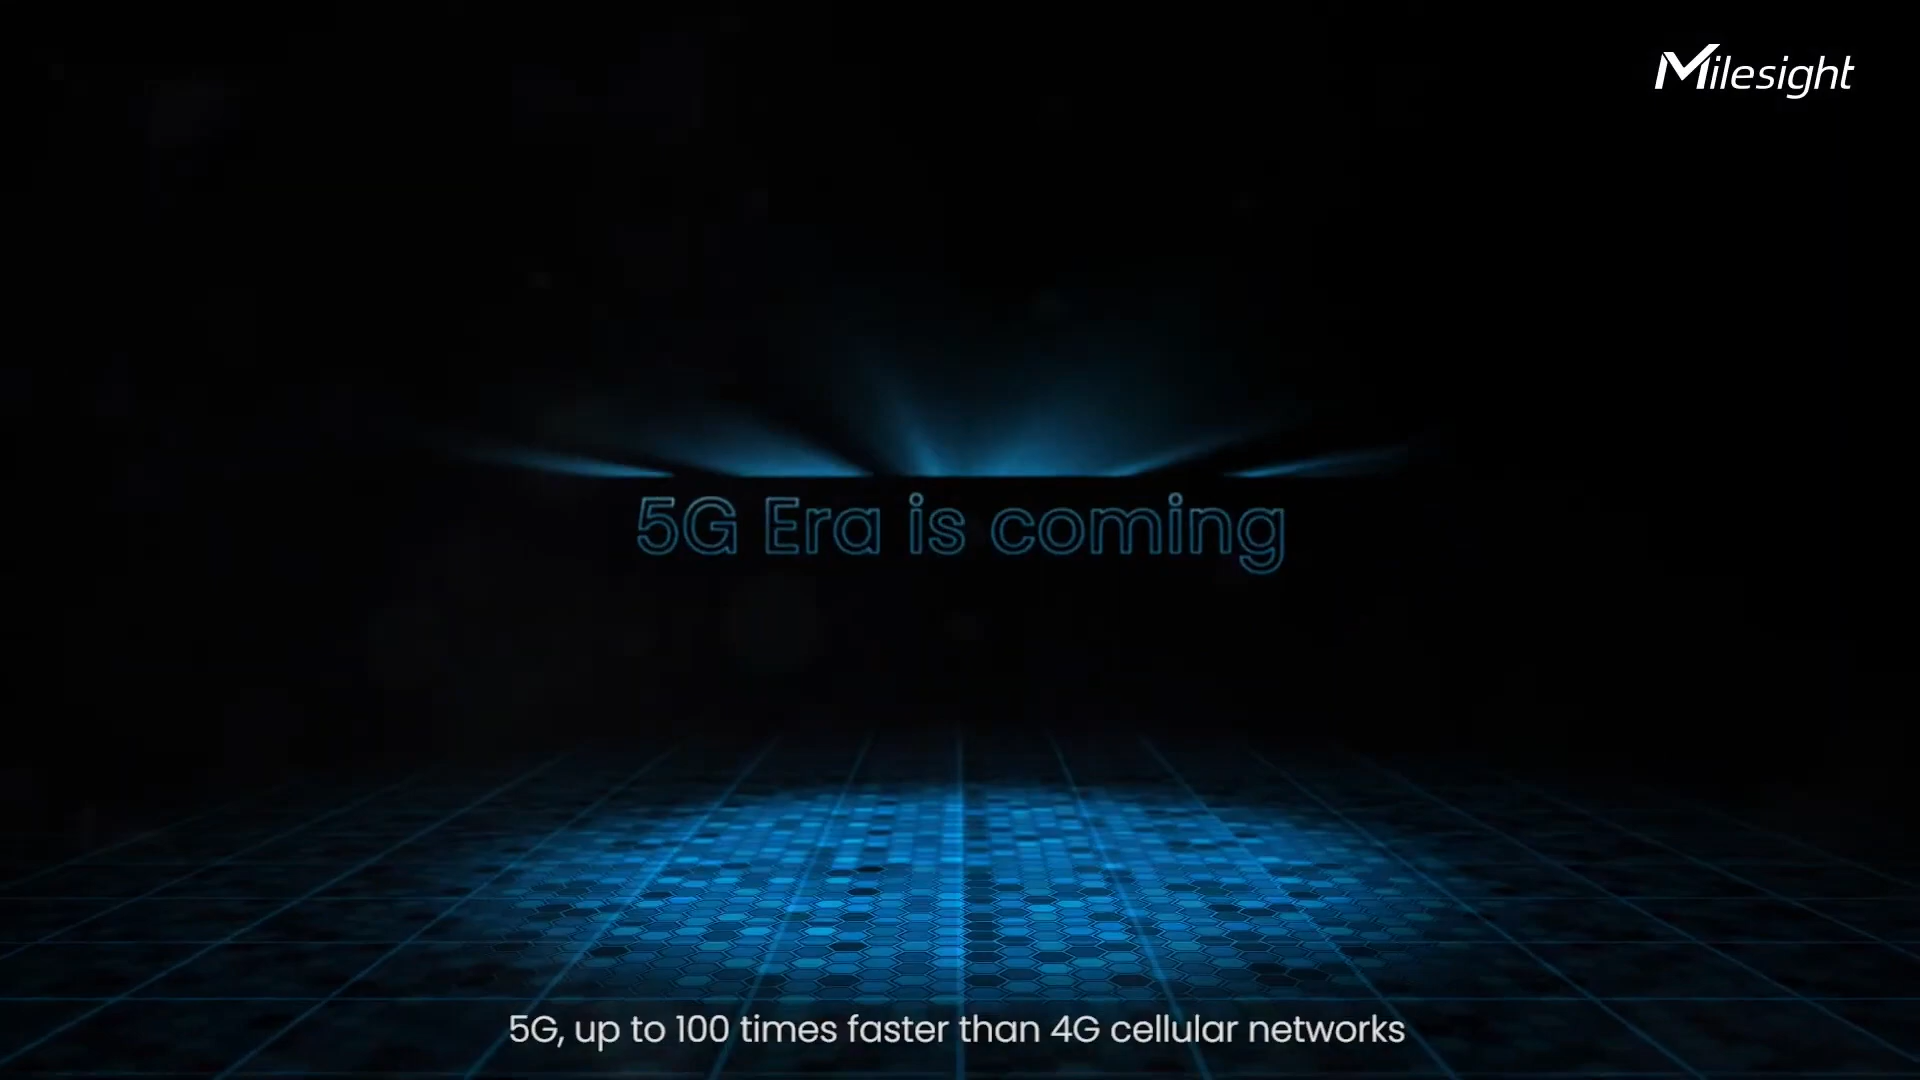 Milesight
5G Era is coming
5G, up to 100 times faster than 4G cellular networks